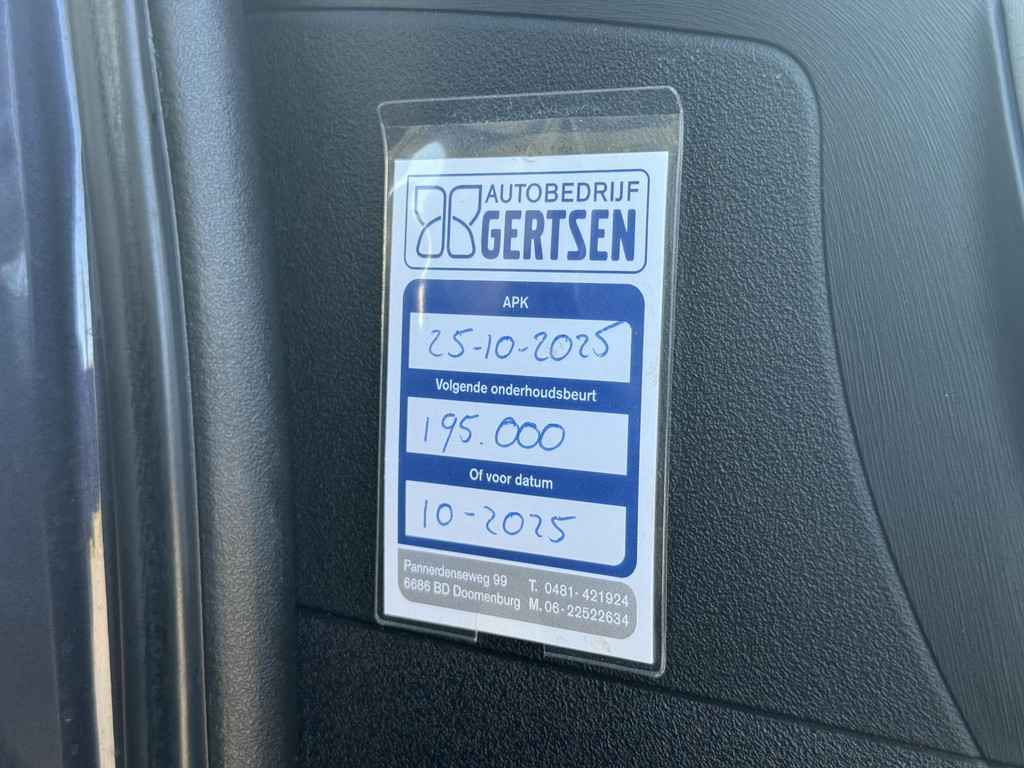 AUTOBEDRIJF
GERTSEN
APK
25-10-2025
Volgende onderhoudsbeurt
195.000
Of voor datum
10-2025
Pannerdenseweg 99 T. 0481- 421924
6686 BD Doornenburg M. 06-22522634